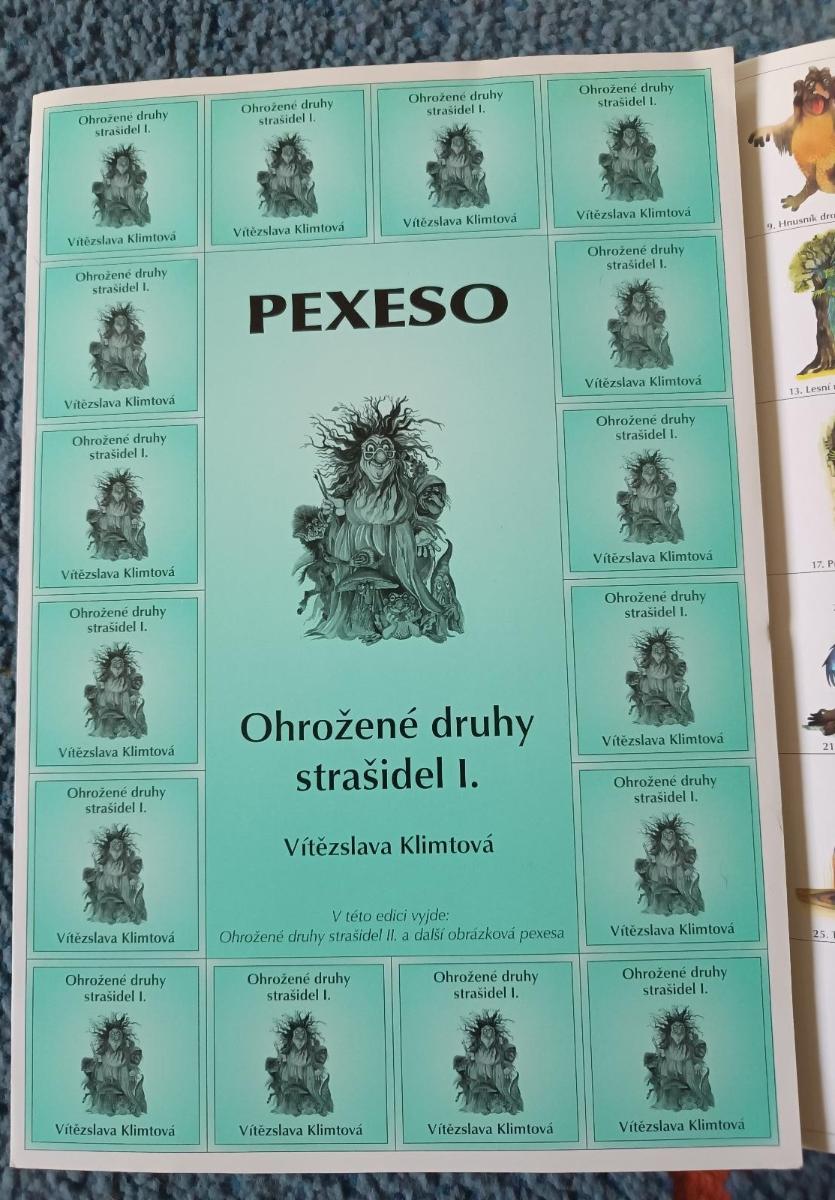 Ohrožené druhy
strašidel I.
Vítězslava Klimtová
Ohrožené druhy
strašidel I.
Vítězslava Klimtová
Ohrožené druhy
strašidel I.
Vítězslava Klimtová
Ohrožené druhy
strašidel I.
Vítězslava Klimtová
Ohrožené druhy
strašidel I.
Vítězslava Klimtová
Ohrožené druhy
strašidel I.
Vítězslava Klimtová
Ohrožené druhy
strašidel I.
Vítězslava Klimtová
Ohrožené druhy
strašidel I.
Vítězslava Klimtová
PEXESO
Ohrožené druhy
strašidel I.
Vítězslava Klimtová
V této edici vyjde:
Ohrožené druhy strašidel II. a další obrázková pexesa
Ohrožené druhy
strašidel I.
Vítězslava Klimtová
Ohrožené druhy
strašidel I.
Vítězslava Klimtová
Ohrožené druhy
strašidel I.
Vítězslava Klimtová
Ohrožené druhy
strašidel I.
Vítězslava Klimtová
Ohrožené druhy
strašidel I.
Vítězslava Klimtová
Ohrožené druhy
strašidel I.
Vítězslava Klimtová
Ohrožené druhy
strašidel I.
Vítězslava Klimtová
Ohrožené druhy
strašidel I.
Vítězslava Klimtová
9. Hnusník
13. Lesní
17.
21
25.